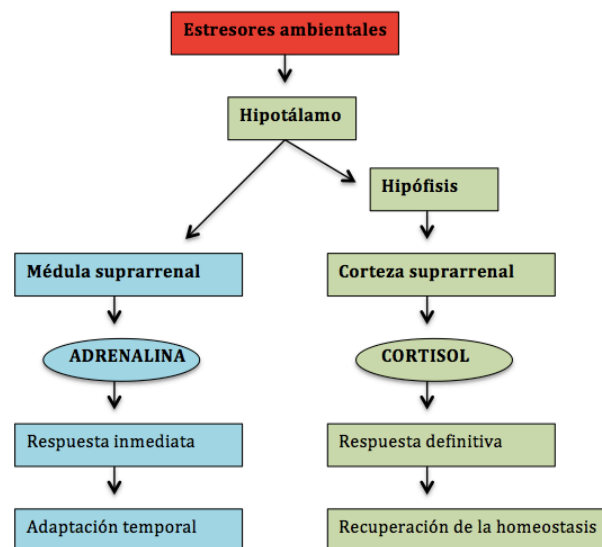 Estresores ambientales
Hipotálamo
Hipófisis
Médula suprarrenal
Corteza suprarrenal
ADRENALINA
CORTISOL
Respuesta inmediata
Respuesta definitiva
Adaptación temporal
Recuperación de la homeostasis